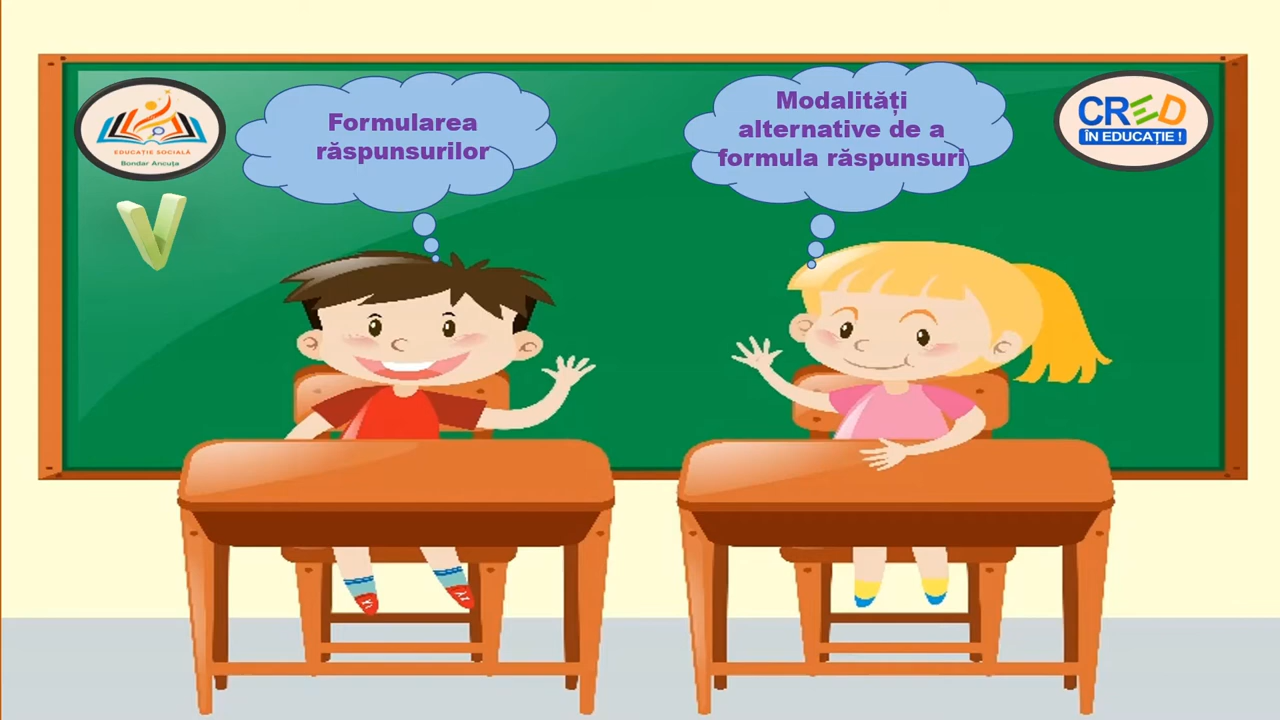 Formularea
răspunsurilor
Modalități
alternative de a
formula răspunsuri
EDUCAȚIE SOCIALĂ
Bondar Ancuța
V
CRED
ÎN EDUCAȚIE !